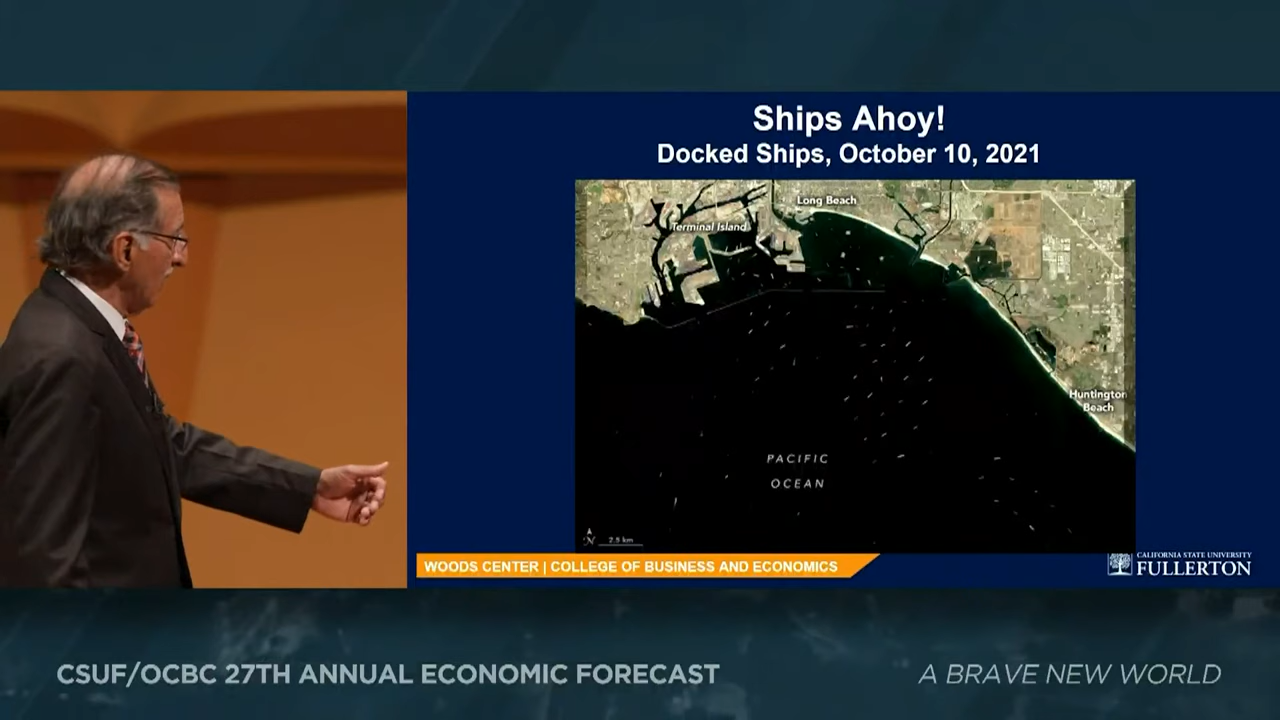 Ships Ahoy!
Docked Ships, October 10, 2021
Long Beach
Terminal Island
Huntington
Beach
PACIFIC
OCEAN
N
2.5 km
WOODS CENTER | COLLEGE OF BUSINESS AND ECONOMICS
CALIFORNIA STATE UNIVERSITY
FULLERTON
CSUF/OCBC 27TH ANNUAL ECONOMIC FORECAST
A BRAVE NEW WORLD